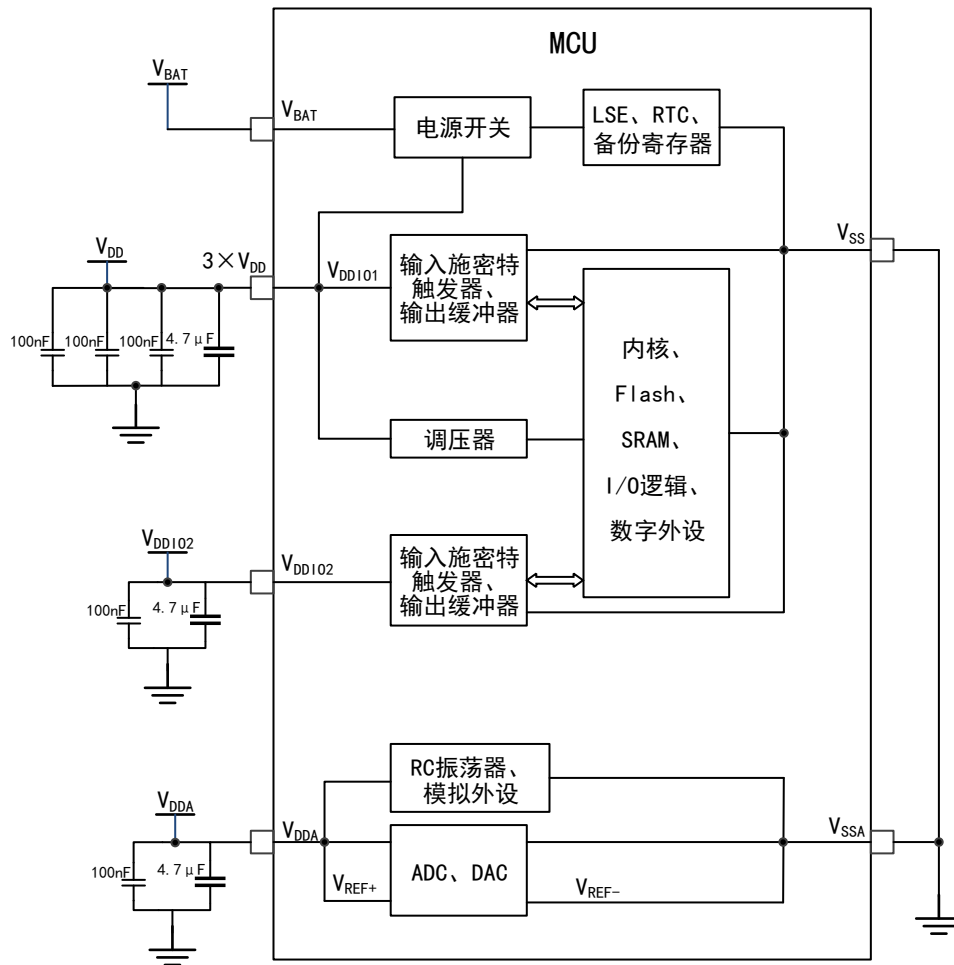 MCU
VBAT
VBAT
电源开关
LSE、RTC、
备份寄存器
VDD
3×VDD
VDDIO1
输入施密特
触发器、
输出缓冲器
VSS
100nF
100nF
100nF
4.7μF
内核、
Flash、
SRAM、
I/O逻辑、
数字外设
调压器
VDDIO2
VDDIO2
输入施密特
触发器、
输出缓冲器
100nF
4.7μF
RC振荡器、
模拟外设
VDDA
VDDA
ADC、DAC
VSSA
100nF
4.7μF
VREF+
VREF-